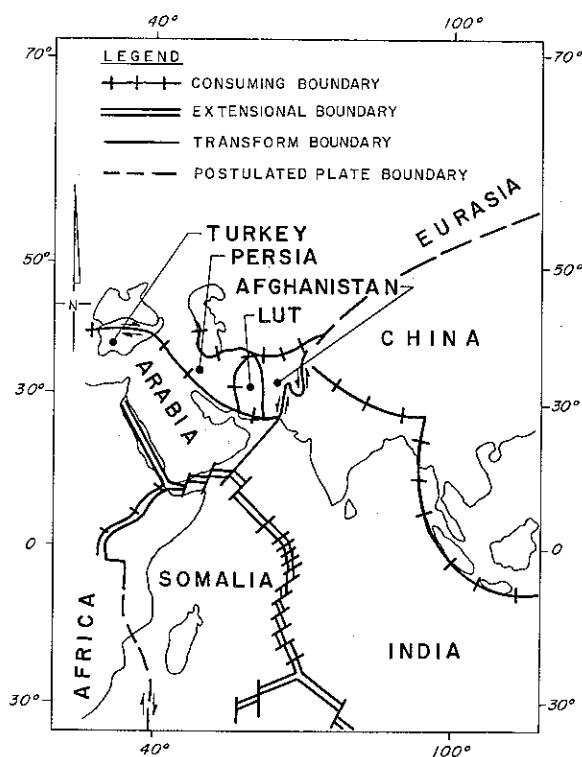 40°
100°
70°
70°
LEGEND
CONSUMING BOUNDARY
EXTENSIONAL BOUNDARY
TRANSFORM BOUNDARY
POSTULATED PLATE BOUNDARY
EURASIA
TURKEY
50°
50°
PERSIA
AFGHANISTAN
N
LUT
CHINA
ARABIA
30°
30°
0
0
SOMALIA
AFRICA
INDIA
30°
30°
40°
100°